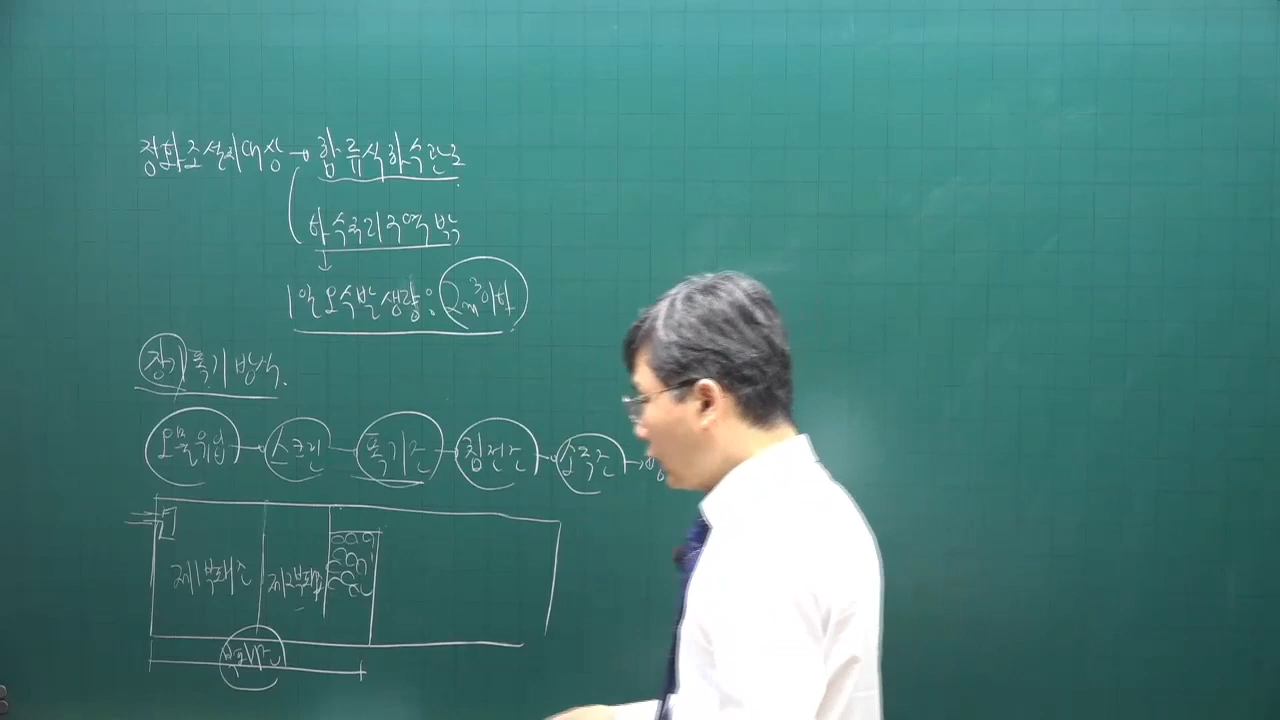 정화조설치대상 → 합류식하수관로
하수처리구역 밖
1일 오수발생량: 2m³이하
장기폭기방식.
오물유입 → 스크린 - 폭기조 - 침전조 → 소독조 → 방
제1부패조 제2부패조
부패조